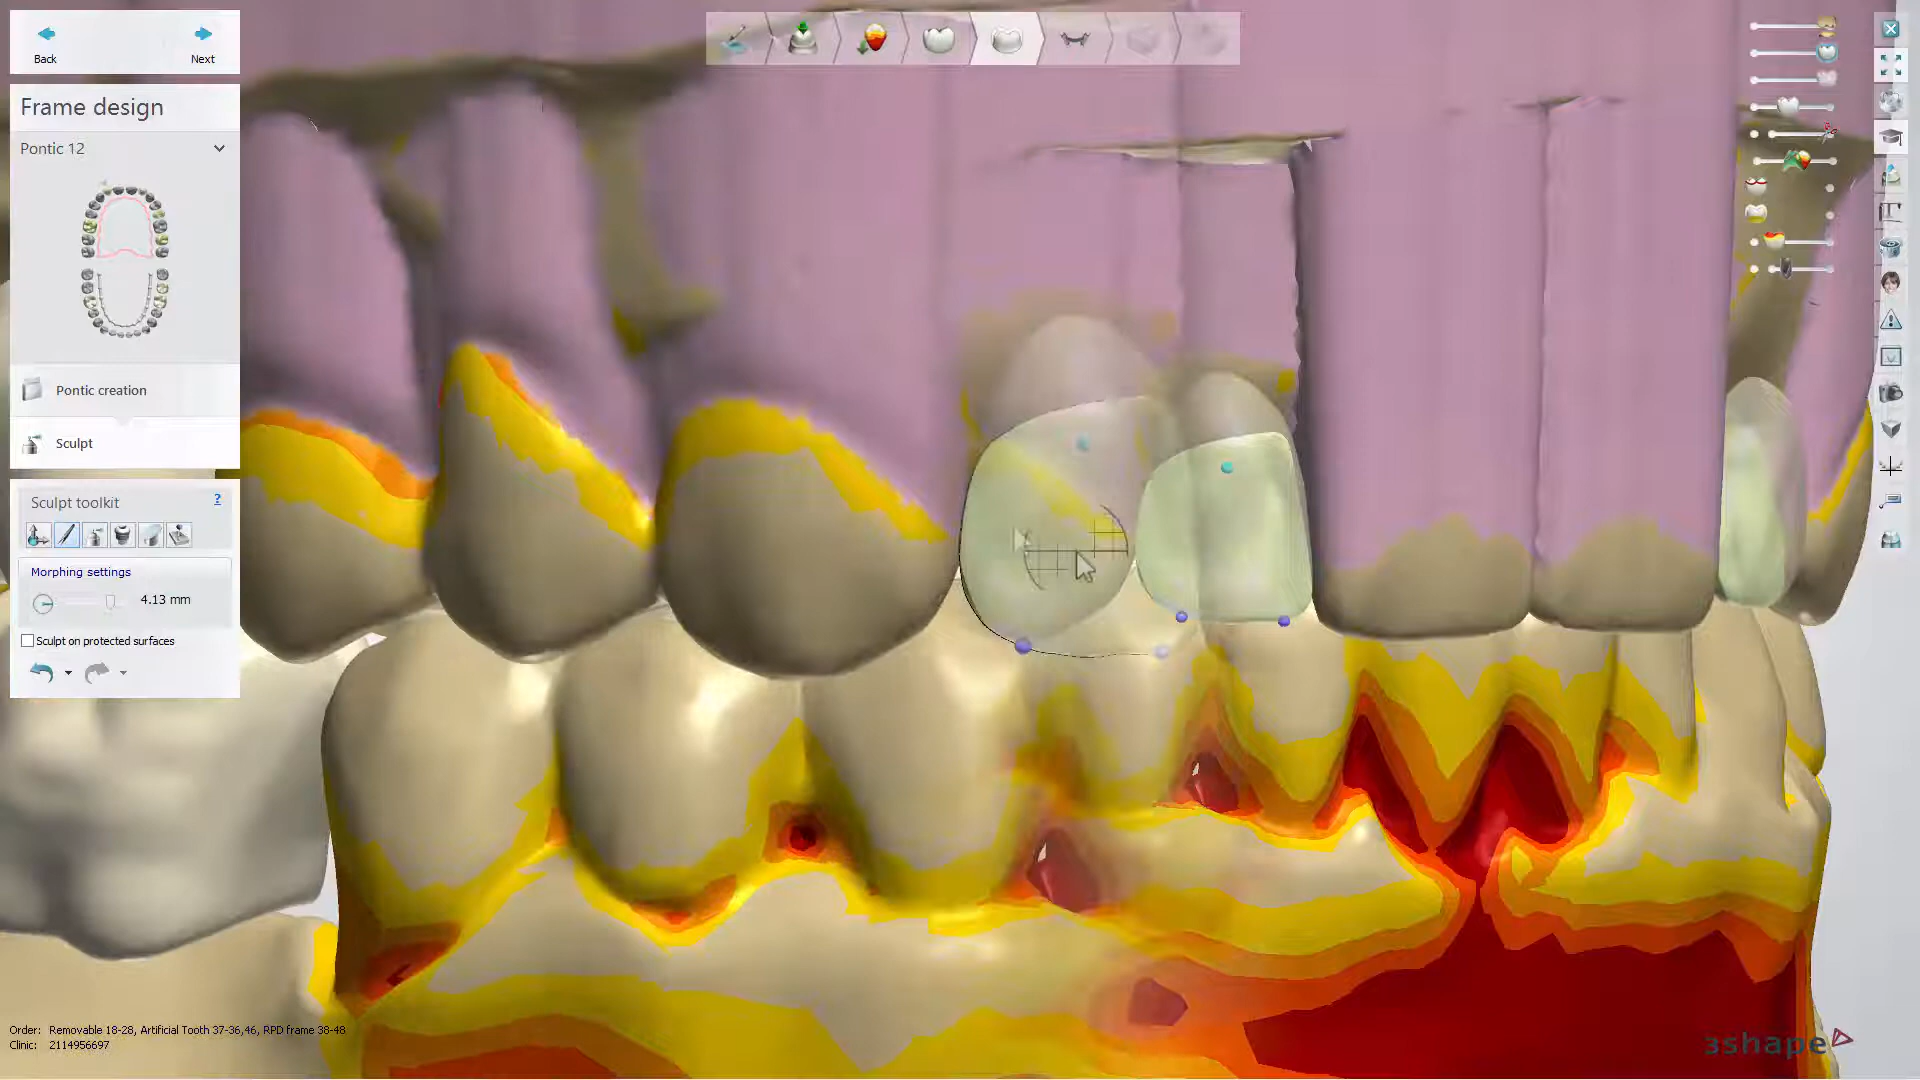 Back
Next
Frame design
Pontic 12
Pontic creation
Sculpt
Sculpt toolkit
?
Morphing settings
4.13 mm
Sculpt on protected surfaces
Order: Removable 18-28, Artificial Tooth 37-36,46, RPD frame 38-48
Clinic: 2114956697
3shape